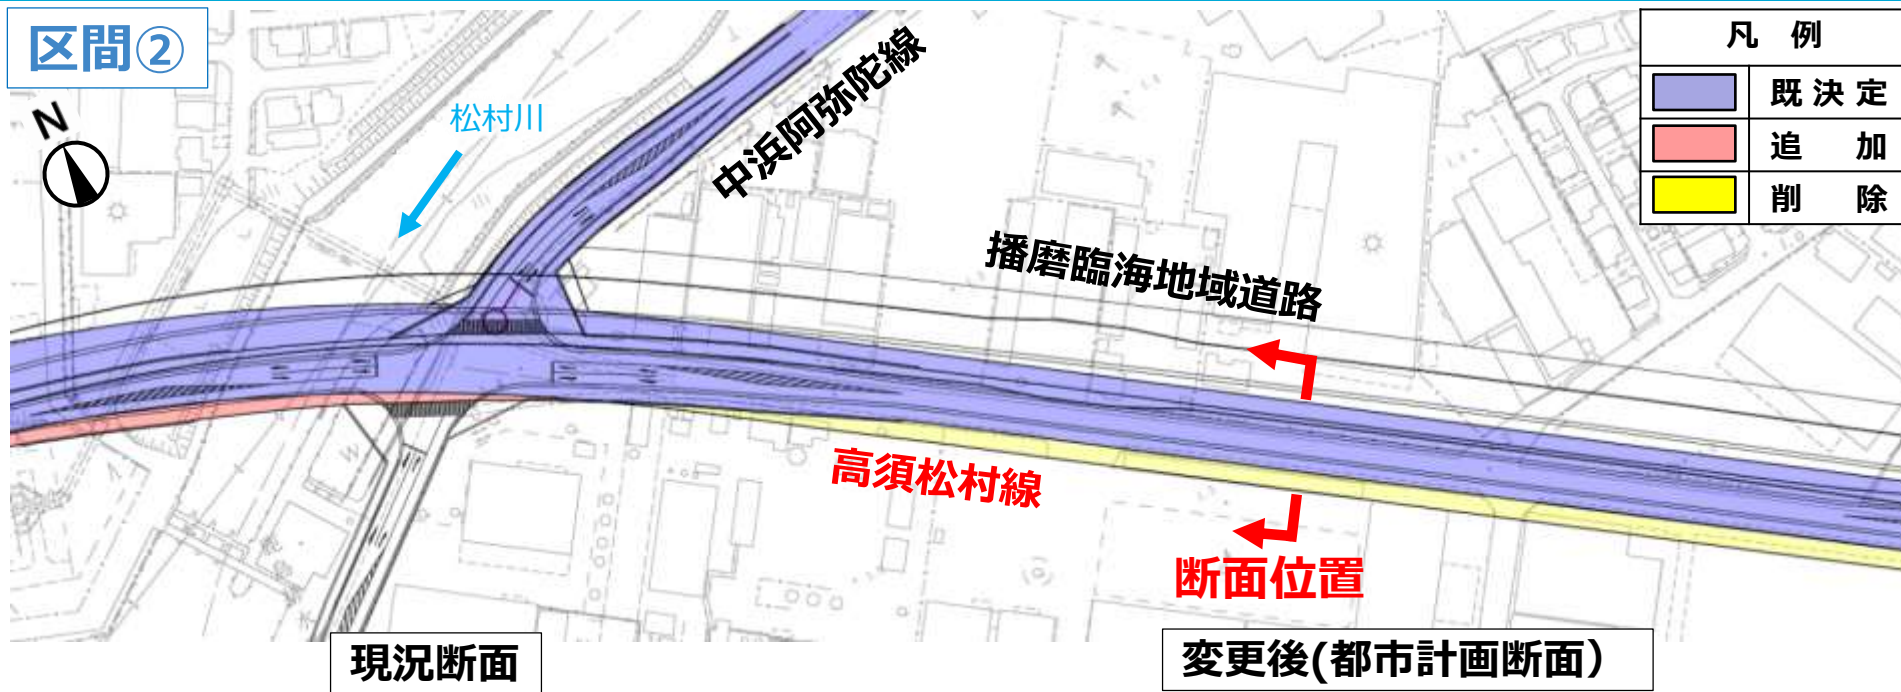 区間②
N
松村川
中浜阿弥陀線
播磨臨海地域道路
高須松村線
断面位置
凡 例
既決定
追 加
削 除
現況断面
変更後(都市計画断面)